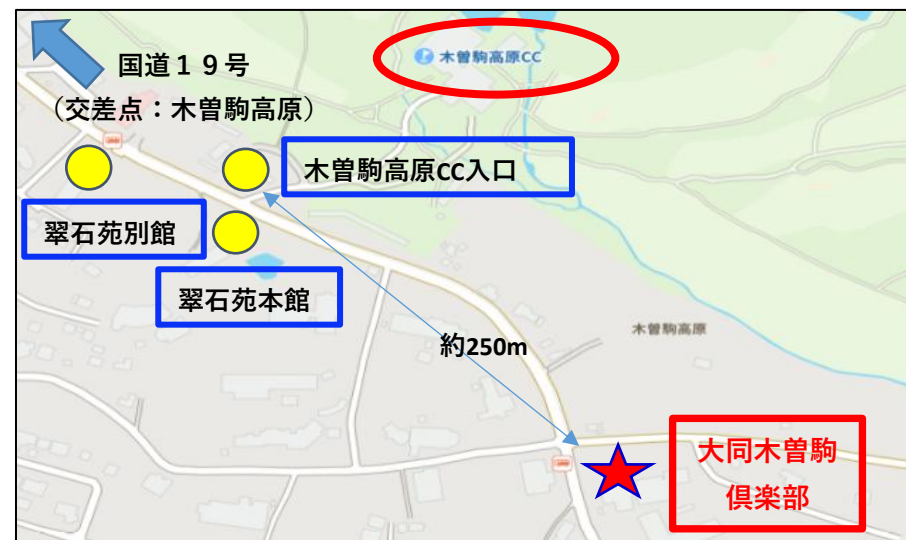 国道１９号
（交差点：木曽駒高原）
木曽駒高原CC
木曽駒高原CC入口
翠石苑別館
翠石苑本館
約250m
木曽駒高原
大同木曽駒
倶楽部